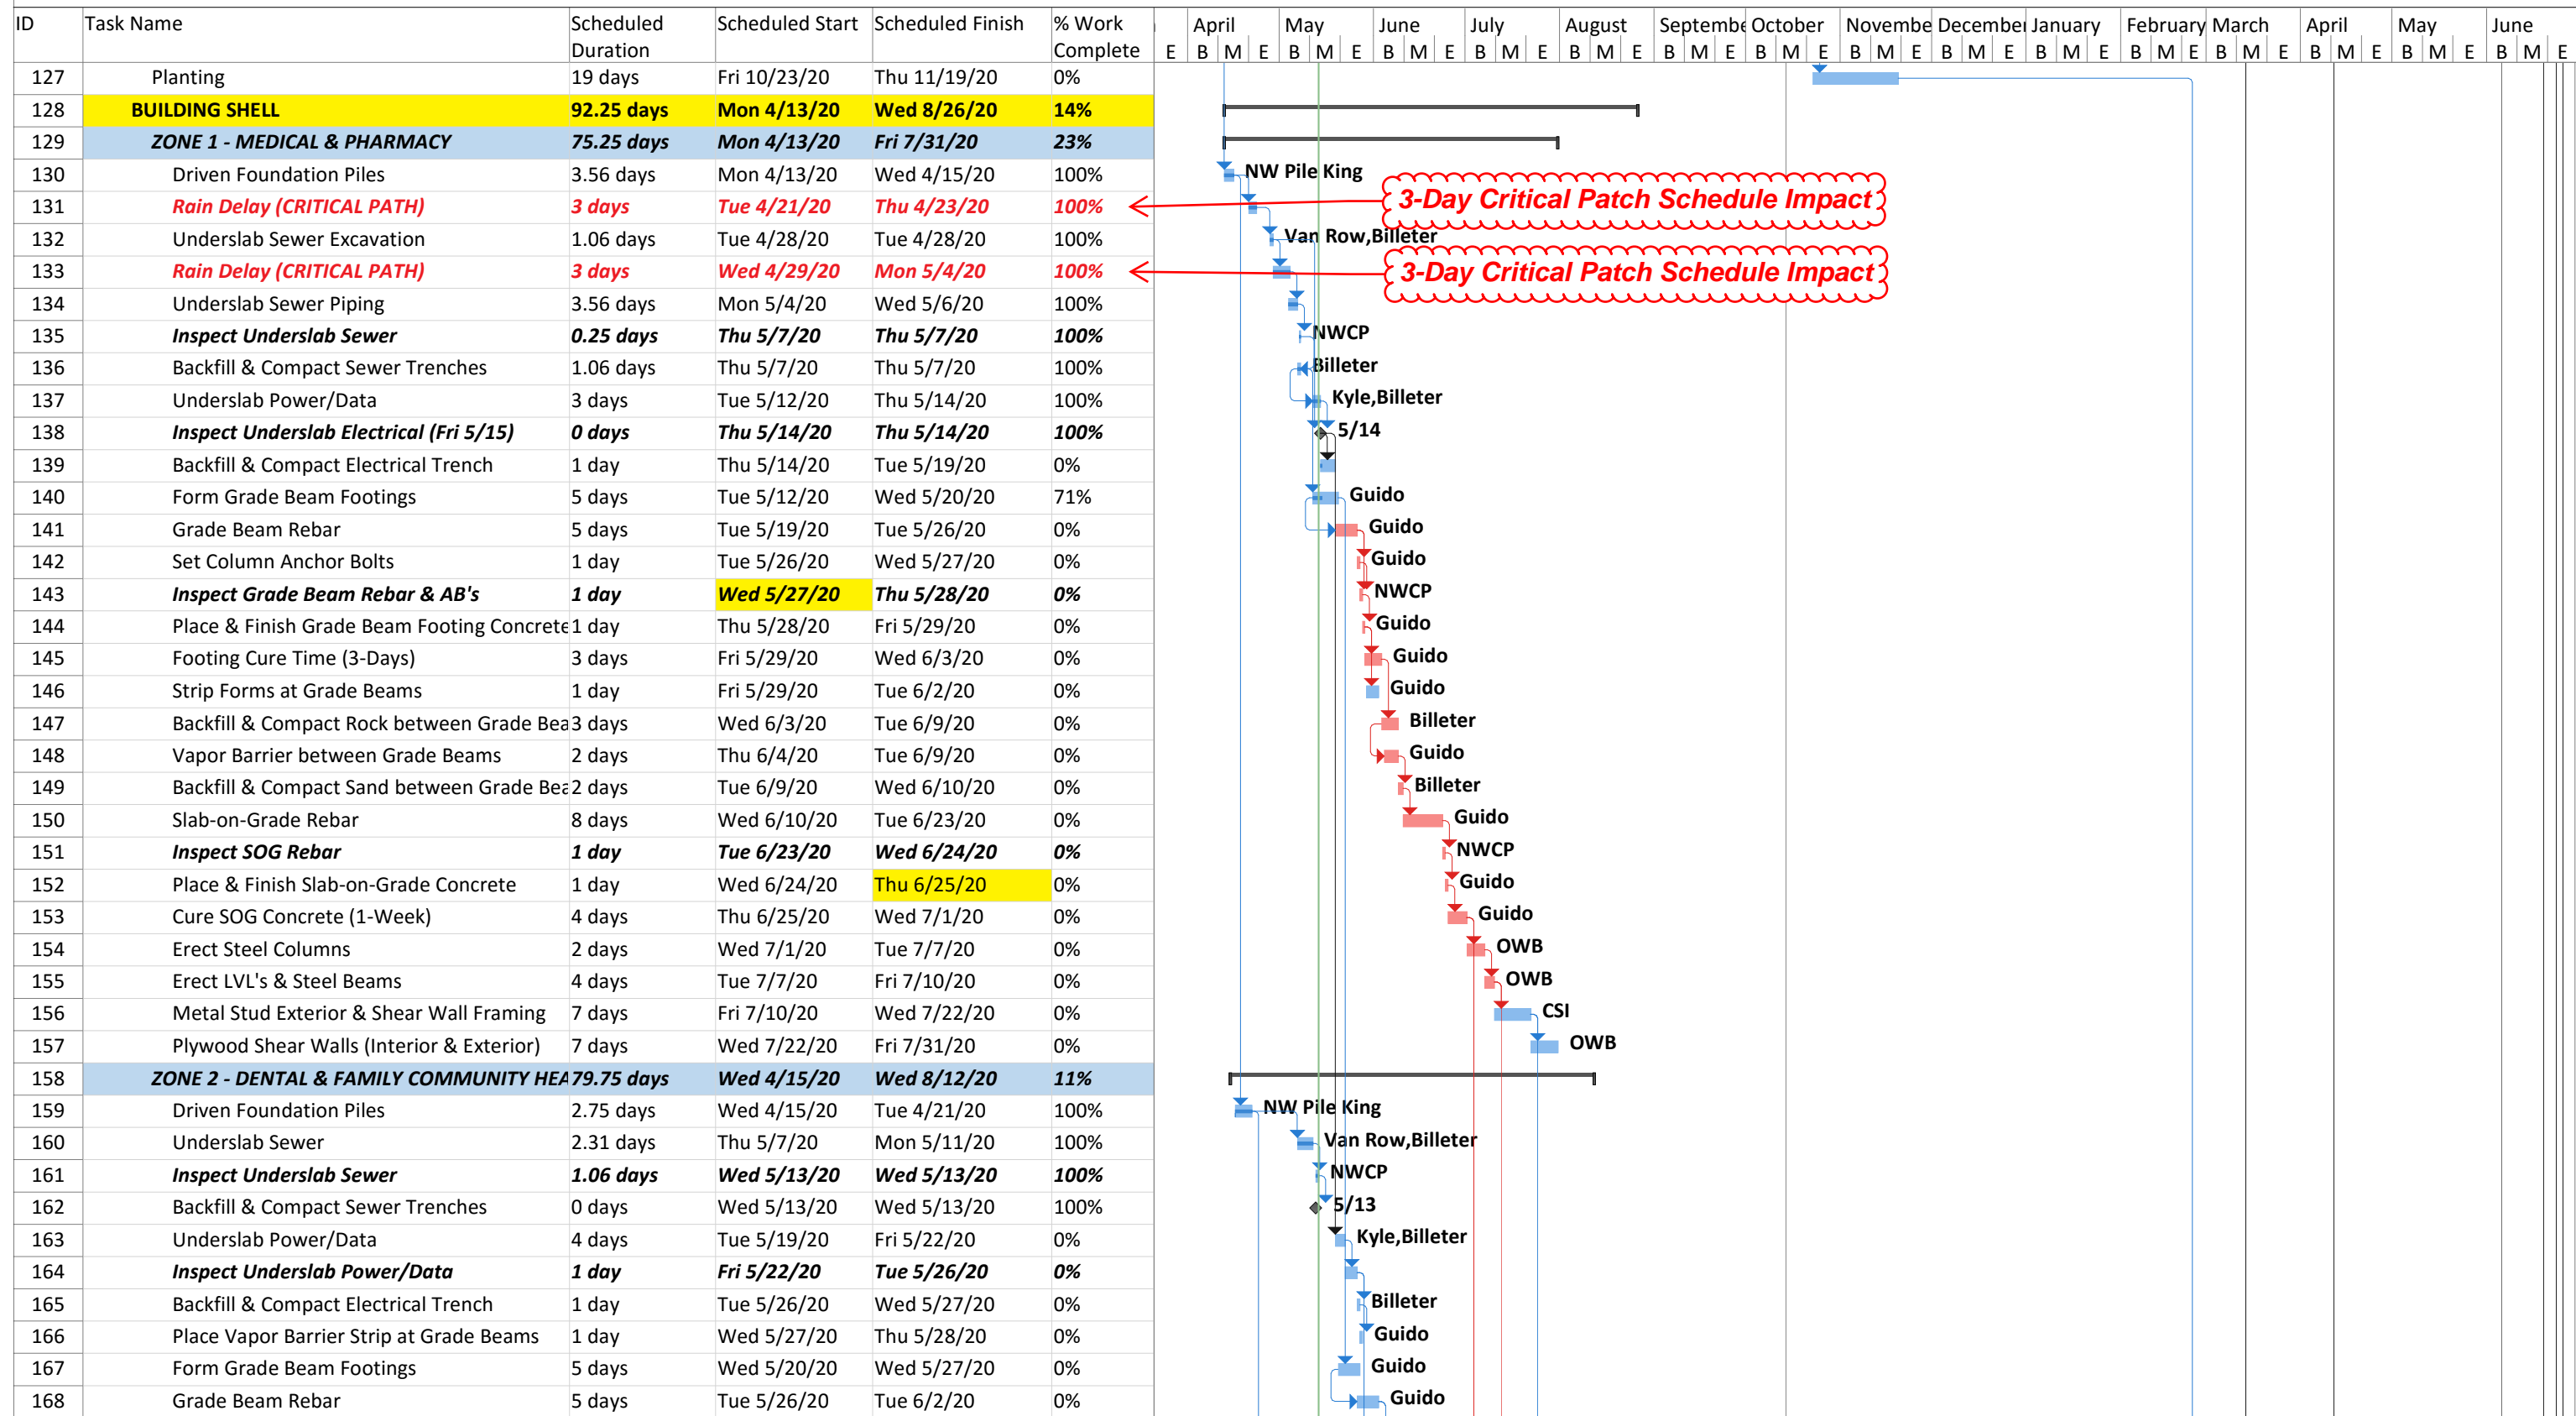 ID Task Name Scheduled Duration Scheduled Start Scheduled Finish % Work Complete
April May June July August Septembe October Novembe December January February March April May June
E B M E B M E B M E B M E B M E B M E B M E B M E B M E B M E B M E B M E B M E B M E B M E
127 Planting 19 days Fri 10/23/20 Thu 11/19/20 0%
128 BUILDING SHELL 92.25 days Mon 4/13/20 Wed 8/26/20 14%
129 ZONE 1 - MEDICAL & PHARMACY 75.25 days Mon 4/13/20 Fri 7/31/20 23%
130 Driven Foundation Piles 3.56 days Mon 4/13/20 Wed 4/15/20 100% NW Pile King
131 Rain Delay (CRITICAL PATH) 3 days Tue 4/21/20 Thu 4/23/20 100% 3-Day Critical Patch Schedule Impact
132 Underslab Sewer Excavation 1.06 days Tue 4/28/20 Tue 4/28/20 100% Van Row,Billeter
133 Rain Delay (CRITICAL PATH) 3 days Wed 4/29/20 Mon 5/4/20 100% 3-Day Critical Patch Schedule Impact
134 Underslab Sewer Piping 3.56 days Mon 5/4/20 Wed 5/6/20 100%
135 Inspect Underslab Sewer 0.25 days Thu 5/7/20 Thu 5/7/20 100% NWCP
136 Backfill & Compact Sewer Trenches 1.06 days Thu 5/7/20 Thu 5/7/20 100% Billeter
137 Underslab Power/Data 3 days Tue 5/12/20 Thu 5/14/20 100% Kyle,Billeter
138 Inspect Underslab Electrical (Fri 5/15) 0 days Thu 5/14/20 Thu 5/14/20 100% 5/14
139 Backfill & Compact Electrical Trench 1 day Thu 5/14/20 Tue 5/19/20 0%
140 Form Grade Beam Footings 5 days Tue 5/12/20 Wed 5/20/20 71% Guido
141 Grade Beam Rebar 5 days Tue 5/19/20 Tue 5/26/20 0% Guido
142 Set Column Anchor Bolts 1 day Tue 5/26/20 Wed 5/27/20 0% Guido
143 Inspect Grade Beam Rebar & AB's 1 day Wed 5/27/20 Thu 5/28/20 0% NWCP
144 Place & Finish Grade Beam Footing Concrete 1 day Thu 5/28/20 Fri 5/29/20 0% Guido
145 Footing Cure Time (3-Days) 3 days Fri 5/29/20 Wed 6/3/20 0% Guido
146 Strip Forms at Grade Beams 1 day Fri 5/29/20 Tue 6/2/20 0% Guido
147 Backfill & Compact Rock between Grade Bea 3 days Wed 6/3/20 Tue 6/9/20 0% Billeter
148 Vapor Barrier between Grade Beams 2 days Thu 6/4/20 Tue 6/9/20 0% Guido
149 Backfill & Compact Sand between Grade Bea 2 days Tue 6/9/20 Wed 6/10/20 0% Billeter
150 Slab-on-Grade Rebar 8 days Wed 6/10/20 Tue 6/23/20 0% Guido
151 Inspect SOG Rebar 1 day Tue 6/23/20 Wed 6/24/20 0% NWCP
152 Place & Finish Slab-on-Grade Concrete 1 day Wed 6/24/20 Thu 6/25/20 0% Guido
153 Cure SOG Concrete (1-Week) 4 days Thu 6/25/20 Wed 7/1/20 0% Guido
154 Erect Steel Columns 2 days Wed 7/1/20 Tue 7/7/20 0% OWB
155 Erect LVL's & Steel Beams 4 days Tue 7/7/20 Fri 7/10/20 0% OWB
156 Metal Stud Exterior & Shear Wall Framing 7 days Fri 7/10/20 Wed 7/22/20 0% CSI
157 Plywood Shear Walls (Interior & Exterior) 7 days Wed 7/22/20 Fri 7/31/20 0% OWB
158 ZONE 2 - DENTAL & FAMILY COMMUNITY HEA 79.75 days Wed 4/15/20 Wed 8/12/20 11%
159 Driven Foundation Piles 2.75 days Wed 4/15/20 Tue 4/21/20 100% NW Pile King
160 Underslab Sewer 2.31 days Thu 5/7/20 Mon 5/11/20 100% Van Row,Billeter
161 Inspect Underslab Sewer 1.06 days Wed 5/13/20 Wed 5/13/20 100% NWCP
162 Backfill & Compact Sewer Trenches 0 days Wed 5/13/20 Wed 5/13/20 100% 5/13
163 Underslab Power/Data 4 days Tue 5/19/20 Fri 5/22/20 0% Kyle,Billeter
164 Inspect Underslab Power/Data 1 day Fri 5/22/20 Tue 5/26/20 0%
165 Backfill & Compact Electrical Trench 1 day Tue 5/26/20 Wed 5/27/20 0% Billeter
166 Place Vapor Barrier Strip at Grade Beams 1 day Wed 5/27/20 Thu 5/28/20 0% Guido
167 Form Grade Beam Footings 5 days Wed 5/20/20 Wed 5/27/20 0% Guido
168 Grade Beam Rebar 5 days Tue 5/26/20 Tue 6/2/20 0% Guido